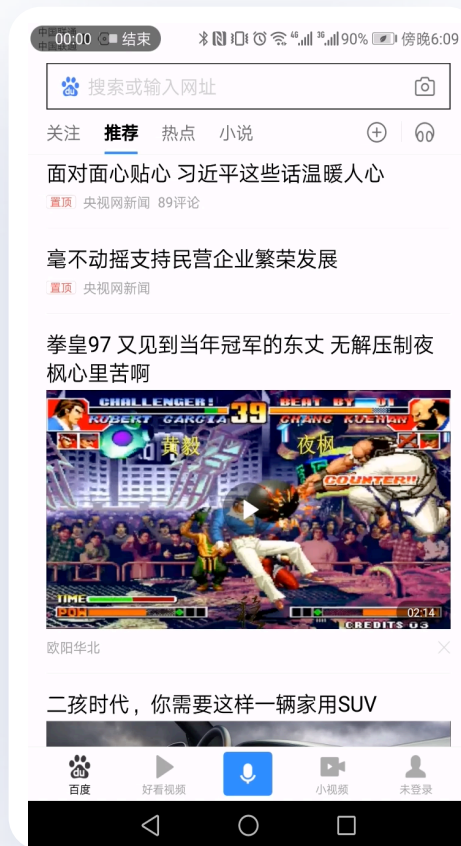 00:00 结束
4G 3G 90% 傍晚6:09
搜索或输入网址
关注 推荐 热点 小说
面对面心贴心 习近平这些话温暖人心
置顶 央视网新闻 89评论
毫不动摇支持民营企业繁荣发展
置顶 央视网新闻
拳皇97 又见到当年冠军的东丈 无解压制夜
枫心里苦啊
CHALLENGER! 39 BEAT BY 01
ROBERT GARCIA CHANG KOEHAN
黄毅 夜枫
COUNTER!!
TIME
POW
02:14
CREDITS 03
欧阳华北
二孩时代，你需要这样一辆家用SUV
百度 好看视频 小视频 未登录